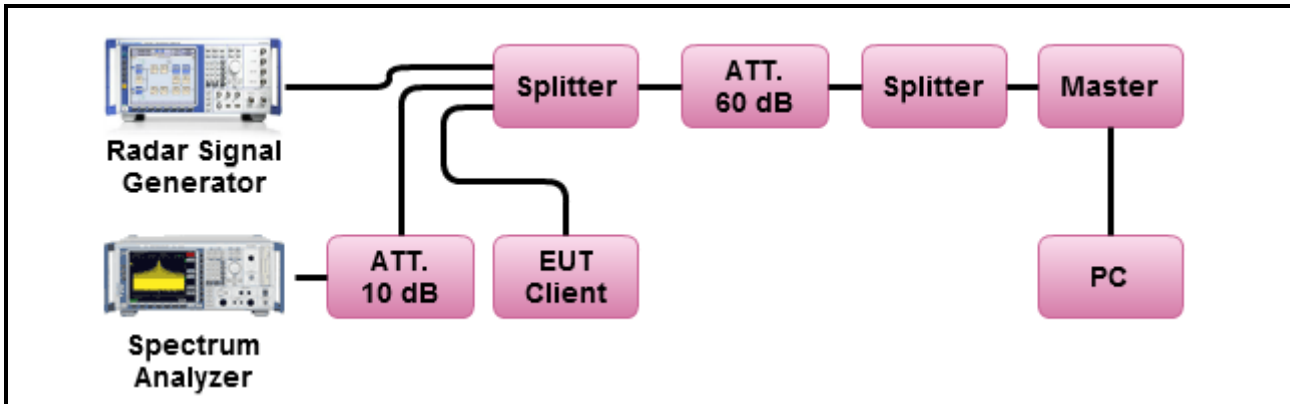 Radar Signal
Generator
Splitter
ATT.
60 dB
Splitter
Master
Spectrum
Analyzer
ATT.
10 dB
EUT
Client
PC